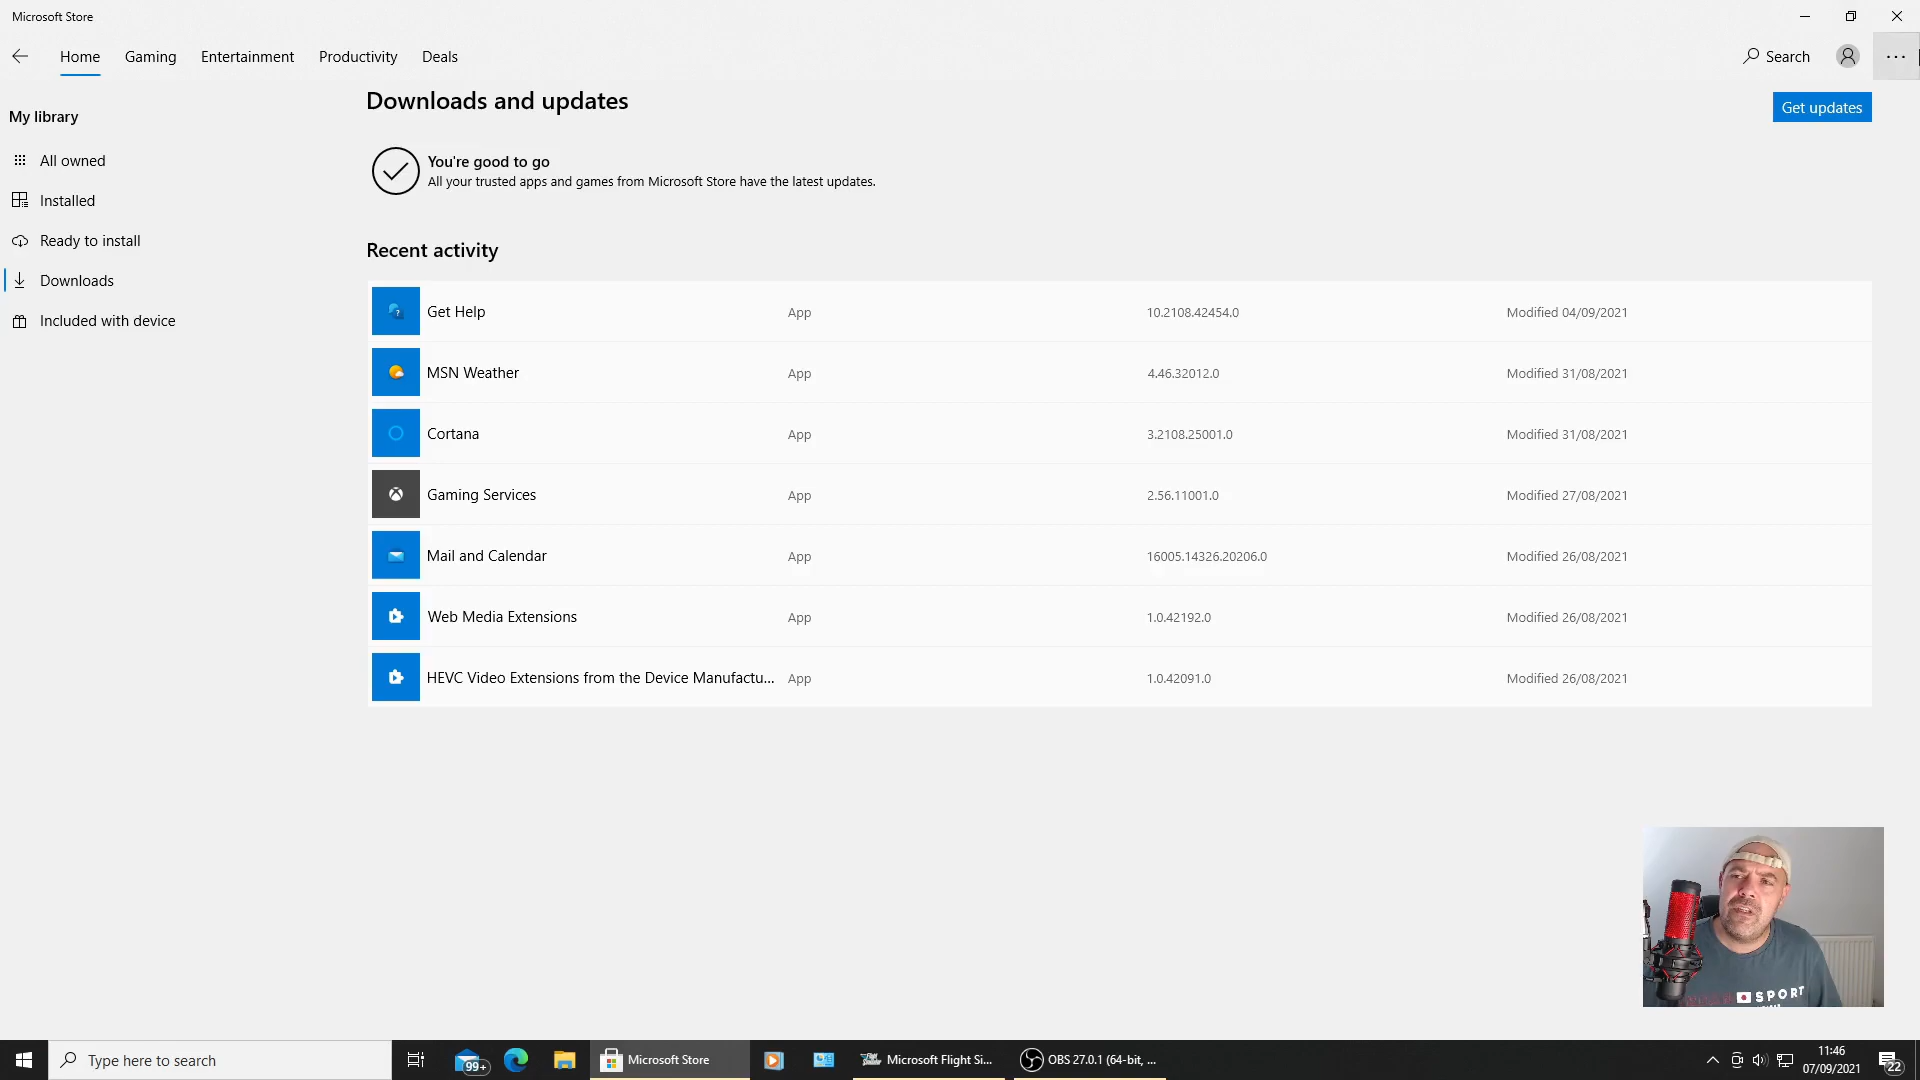 Microsoft Store
Home Gaming Entertainment Productivity Deals Search
My library
All owned
Installed
Ready to install
Downloads
Included with device
Downloads and updates
Get updates
You're good to go
All your trusted apps and games from Microsoft Store have the latest updates.
Recent activity
Get Help App 10.2108.42454.0 Modified 04/09/2021
MSN Weather App 4.46.32012.0 Modified 31/08/2021
Cortana App 3.2108.25001.0 Modified 31/08/2021
Gaming Services App 2.56.11001.0 Modified 27/08/2021
Mail and Calendar App 16005.14326.20206.0 Modified 26/08/2021
Web Media Extensions App 1.0.42192.0 Modified 26/08/2021
HEVC Video Extensions from the Device Manufactu... App 1.0.42091.0 Modified 26/08/2021
SPORT
Type here to search
99+
Microsoft Store
Microsoft Flight Si...
OBS 27.0.1 (64-bit, ...
11:46
07/09/2021
22